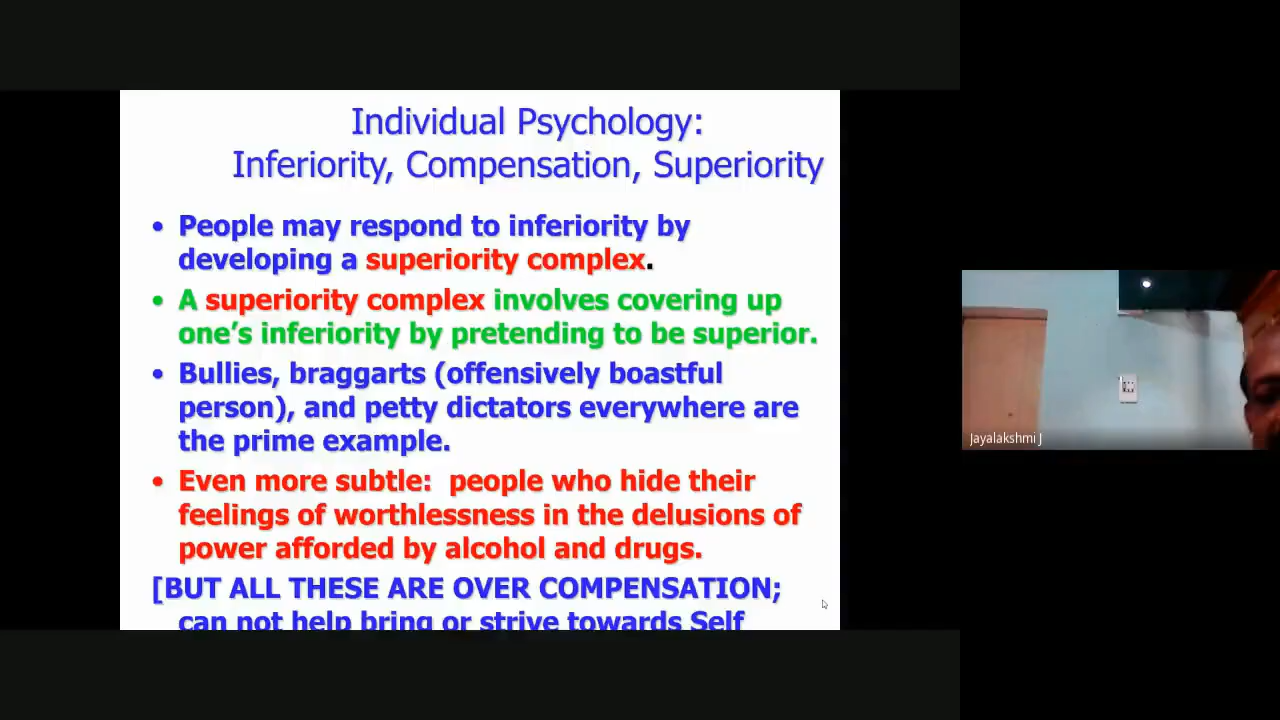 Individual Psychology:
Inferiority, Compensation, Superiority
• People may respond to inferiority by
developing a superiority complex.
• A superiority complex involves covering up
one’s inferiority by pretending to be superior.
• Bullies, braggarts (offensively boastful
person), and petty dictators everywhere are
the prime example.
• Even more subtle:  people who hide their
feelings of worthlessness in the delusions of
power afforded by alcohol and drugs.
[BUT ALL THESE ARE OVER COMPENSATION;
can not help bring or strive towards Self
Jayalakshmi J